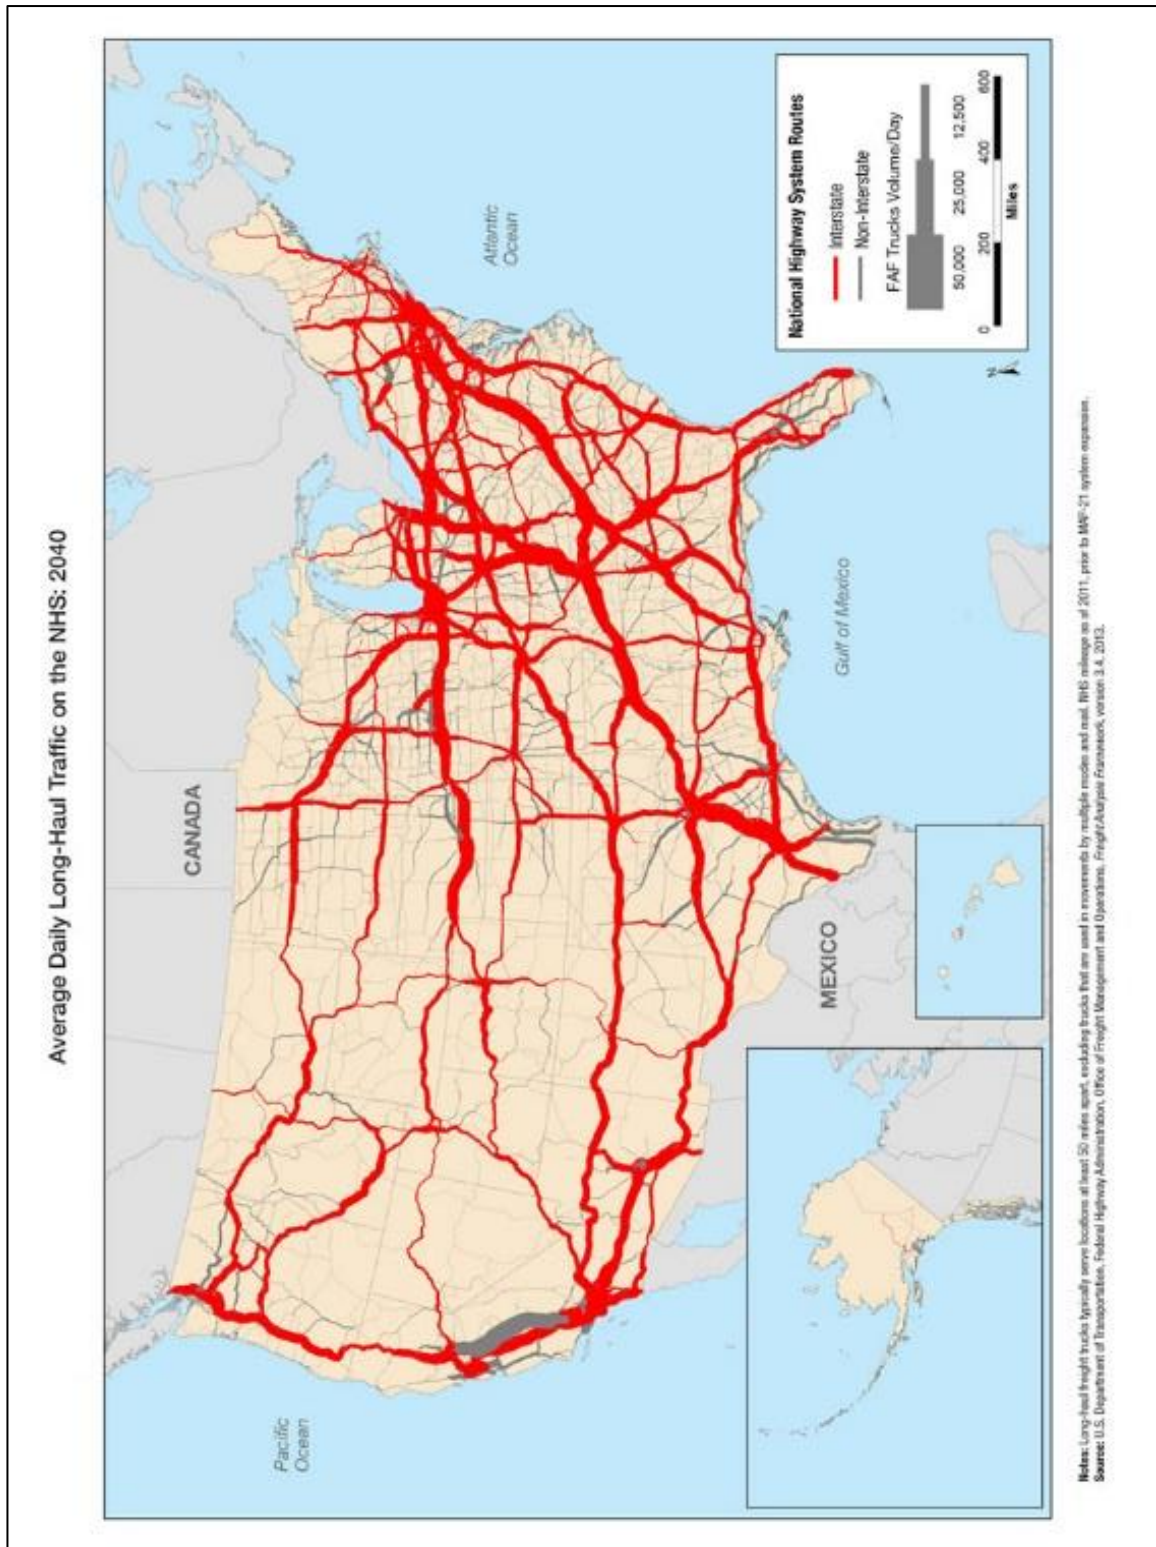 Average Daily Long-Haul Traffic on the NHS: 2040
CANADA
Pacific
Ocean
Atlantic
Ocean
MEXICO
Gulf of Mexico
National Highway System Routes
Interstate
Non-Interstate
FAF Trucks Volume/Day
50,000 25,000 12,500
0 200 400 600
Miles
N
Notes: Long-haul freight trucks typically serve locations at least 50 miles apart, excluding trucks that are used in movements by multiple modes and mail. NHS mileage as of 2011, prior to MAP-21 system expansion.
Source: U.S. Department of Transportation, Federal Highway Administration, Office of Freight Management and Operations, Freight Analysis Framework, version 3.4, 2013.